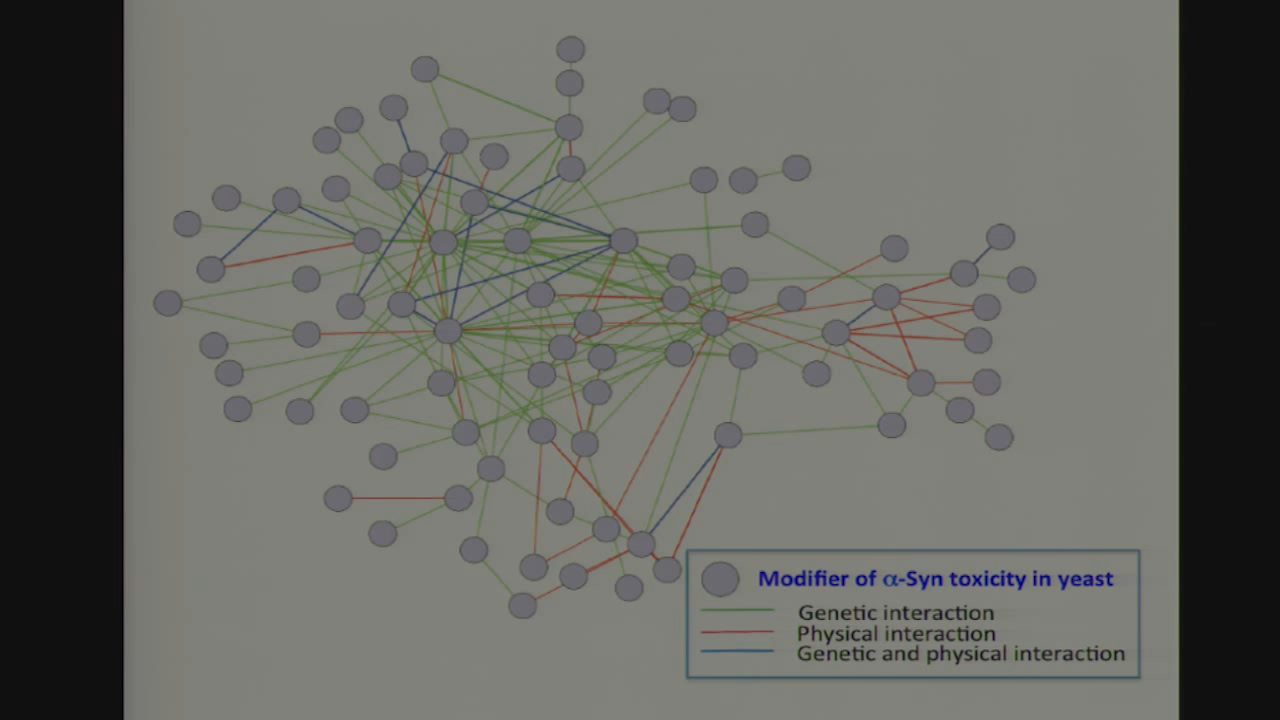 Modifier of α-Syn toxicity in yeast
Genetic interaction
Physical interaction
Genetic and physical interaction